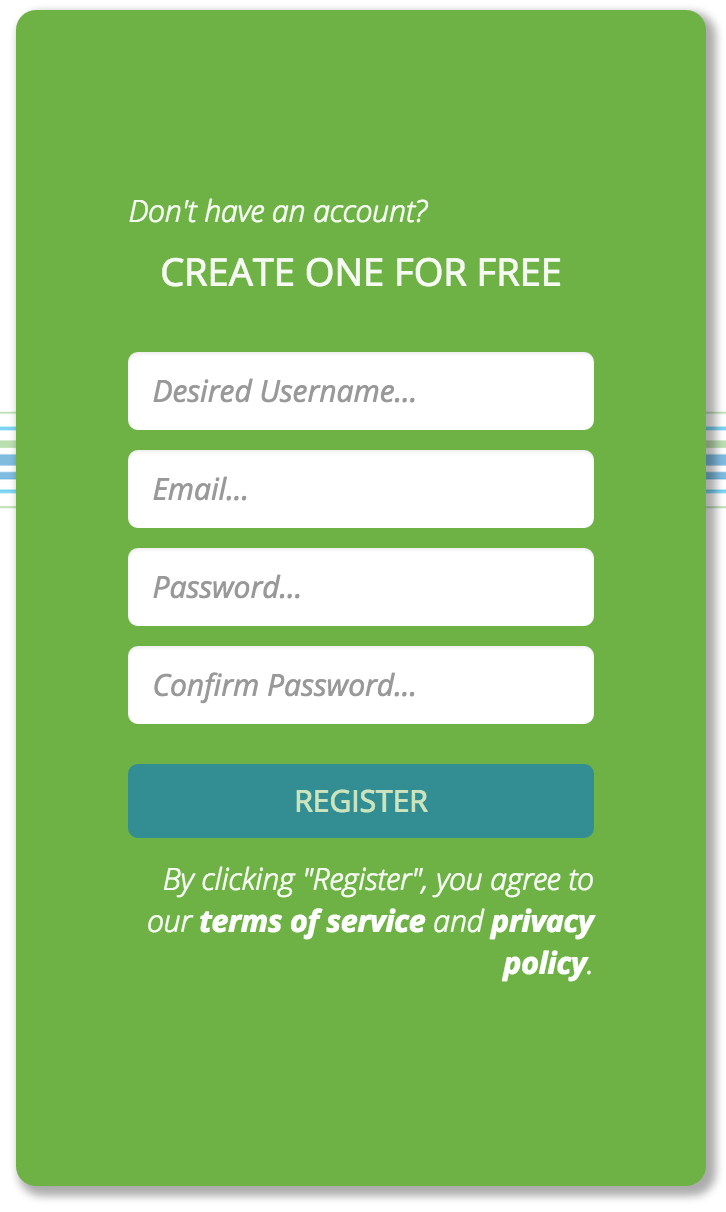 Don't have an account?
CREATE ONE FOR FREE
Desired Username...
Email...
Password...
Confirm Password...
REGISTER
By clicking "Register", you agree to
our terms of service and privacy
policy.